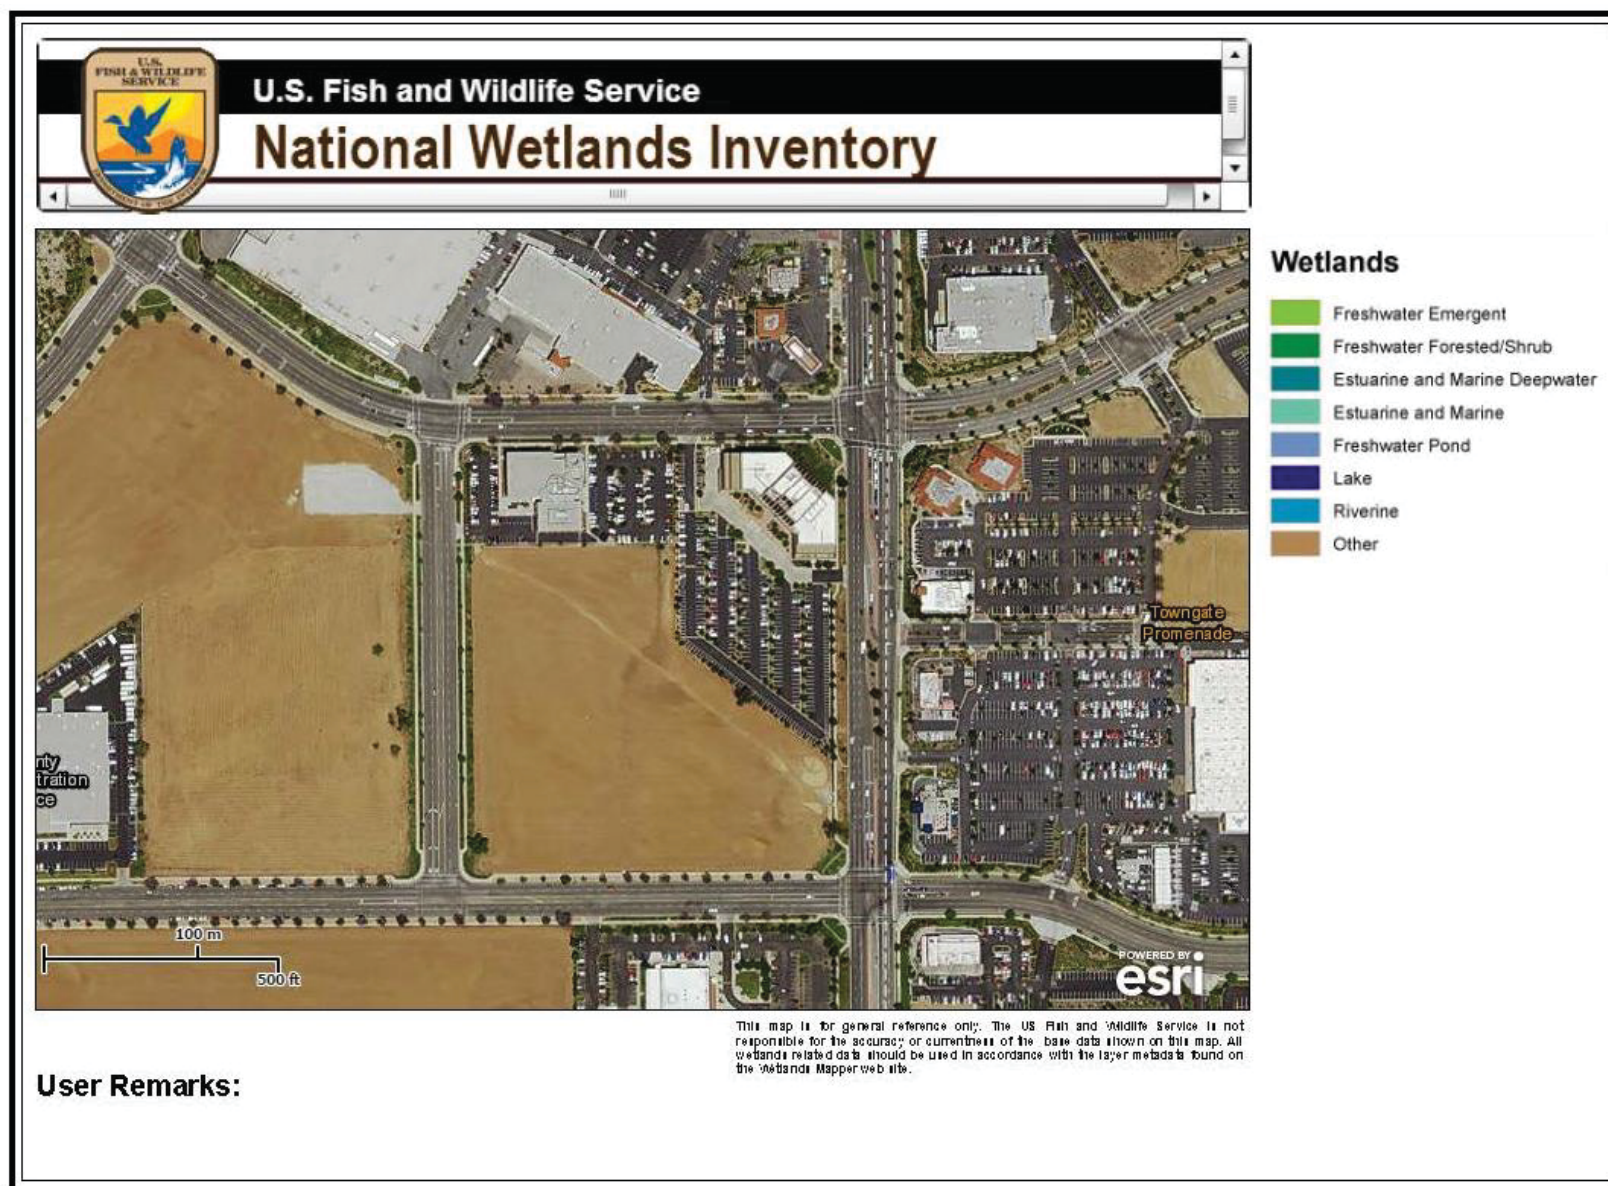 U.S.
FISH & WILDLIFE
SERVICE
DEPARTMENT OF THE INTERIOR
U.S. Fish and Wildlife Service
National Wetlands Inventory
Wetlands
Freshwater Emergent
Freshwater Forested/Shrub
Estuarine and Marine Deepwater
Estuarine and Marine
Freshwater Pond
Lake
Riverine
Other
Towngate
Promenade
nty
tration
ce
100 m
500 ft
POWERED BY
esri
This map is for general reference only. The US Fish and Wildlife Service is not
responsible for the accuracy or currentness of the base data shown on this map. All
wetlands related data should be used in accordance with the layer metadata found on
the Wetlands Mapper web site.
User Remarks: